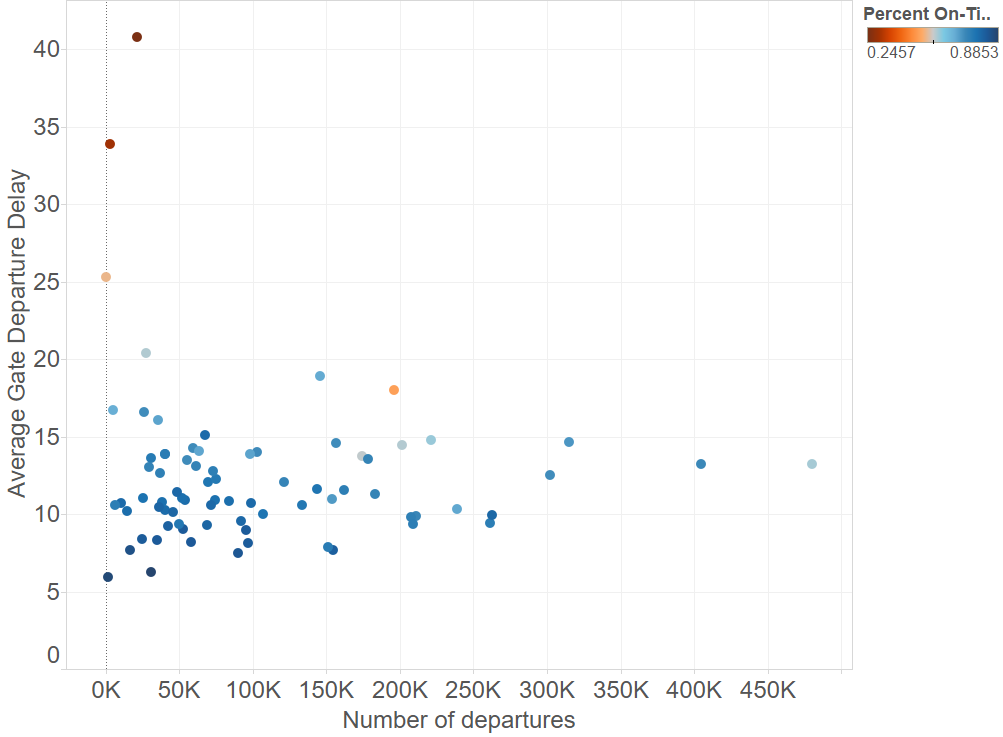 Percent On-Ti..
0.2457 0.8853
Average Gate Departure Delay
40
35
30
25
20
15
10
5
0
0K 50K 100K 150K 200K 250K 300K 350K 400K 450K
Number of departures